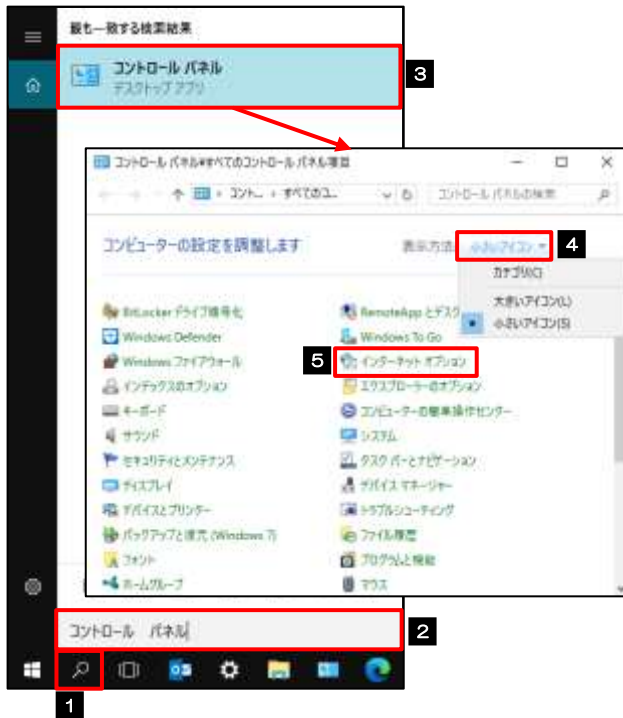 最も一致する検索結果
コントロール パネル
デスクトップ アプリ
3
コントロール パネル¥すべてのコントロール パネル項目
コント... › すべてのコ...
コントロール パネルの検索
コンピューターの設定を調整します
表示方法:
小さいアイコン
4
カテゴリ(C)
大きいアイコン(L)
小さいアイコン(S)
BitLocker ドライブ暗号化
RemoteApp とデスク
Windows Defender
Windows To Go
Windows ファイアウォール
5
インターネット オプション
インデックスのオプション
エクスプローラーのオプション
キーボード
コンピューターの簡単操作センター
サウンド
システム
セキュリティとメンテナンス
タスク バーとナビゲーション
ディスプレイ
デバイス マネージャー
デバイスとプリンター
トラブルシューティング
バックアップと復元 (Windows 7)
ファイル履歴
フォント
プログラムと機能
ホームグループ
マウス
コントロール　パネル
2
1